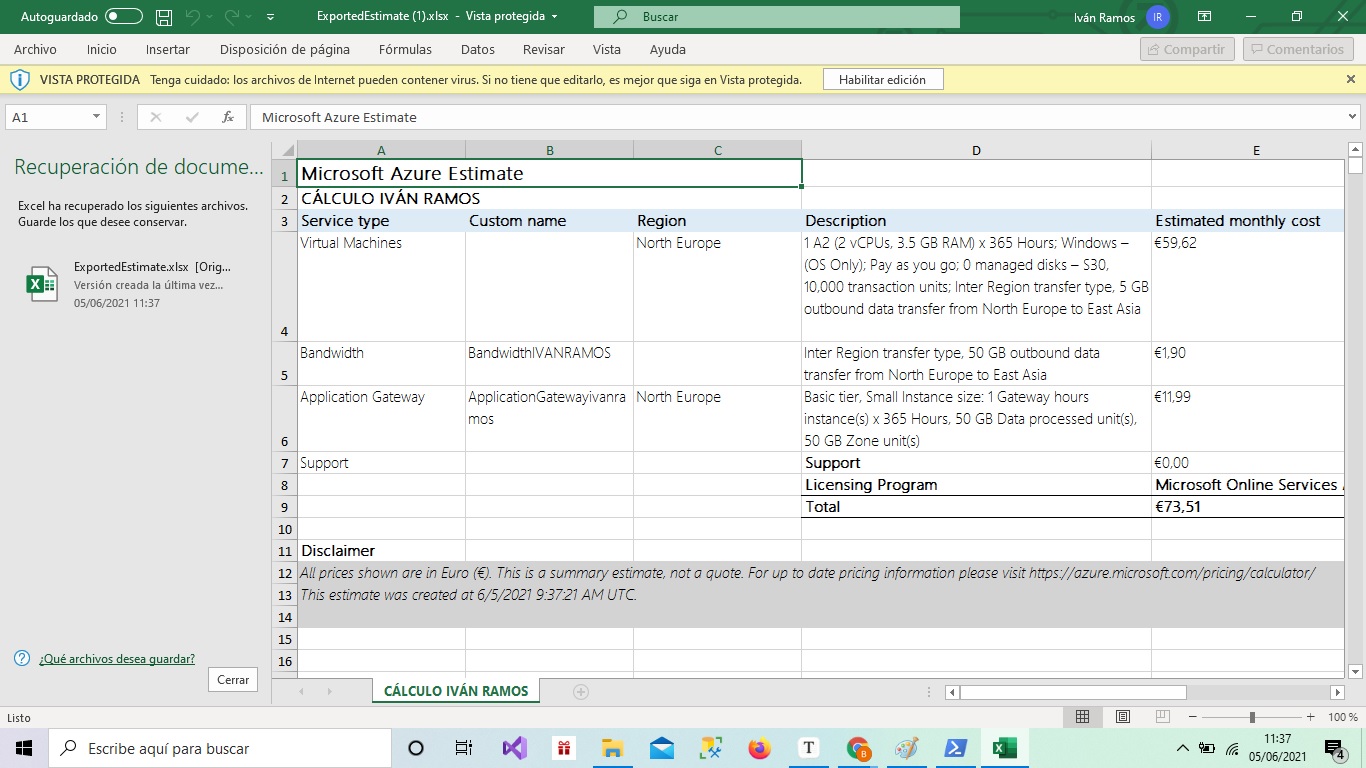 Autoguardado
ExportedEstimate (1).xlsx - Vista protegida
Buscar
Iván Ramos
IR
Archivo
Inicio
Insertar
Disposición de página
Fórmulas
Datos
Revisar
Vista
Ayuda
Compartir
Comentarios
VISTA PROTEGIDA Tenga cuidado: los archivos de Internet pueden contener virus. Si no tiene que editarlo, es mejor que siga en Vista protegida.
Habilitar edición
A1
fx
Microsoft Azure Estimate
Recuperación de docume...
Excel ha recuperado los siguientes archivos.
Guarde los que desee conservar.
ExportedEstimate.xlsx [Orig...
Versión creada la última vez...
05/06/2021 11:37
¿Qué archivos desea guardar?
Cerrar
A B C D E
1 Microsoft Azure Estimate
2 CÁLCULO IVÁN RAMOS
3 Service type Custom name Region Description Estimated monthly cost
Virtual Machines North Europe 1 A2 (2 vCPUs, 3.5 GB RAM) x 365 Hours; Windows – €59,62
(OS Only); Pay as you go; 0 managed disks – S30,
10,000 transaction units; Inter Region transfer type, 5 GB
outbound data transfer from North Europe to East Asia
4
Bandwidth BandwidthIVANRAMOS Inter Region transfer type, 50 GB outbound data €1,90
5 transfer from North Europe to East Asia
Application Gateway ApplicationGatewayivanra North Europe Basic tier, Small Instance size: 1 Gateway hours €11,99
mos instance(s) x 365 Hours, 50 GB Data processed unit(s),
6 50 GB Zone unit(s)
7 Support Support €0,00
8 Licensing Program Microsoft Online Services
9 Total €73,51
10
11 Disclaimer
12 All prices shown are in Euro (€). This is a summary estimate, not a quote. For up to date pricing information please visit https://azure.microsoft.com/pricing/calculator/
13 This estimate was created at 6/5/2021 9:37:21 AM UTC.
14
15
16
CÁLCULO IVÁN RAMOS
Listo
100 %
Escribe aquí para buscar
T
B
11:37
05/06/2021
4